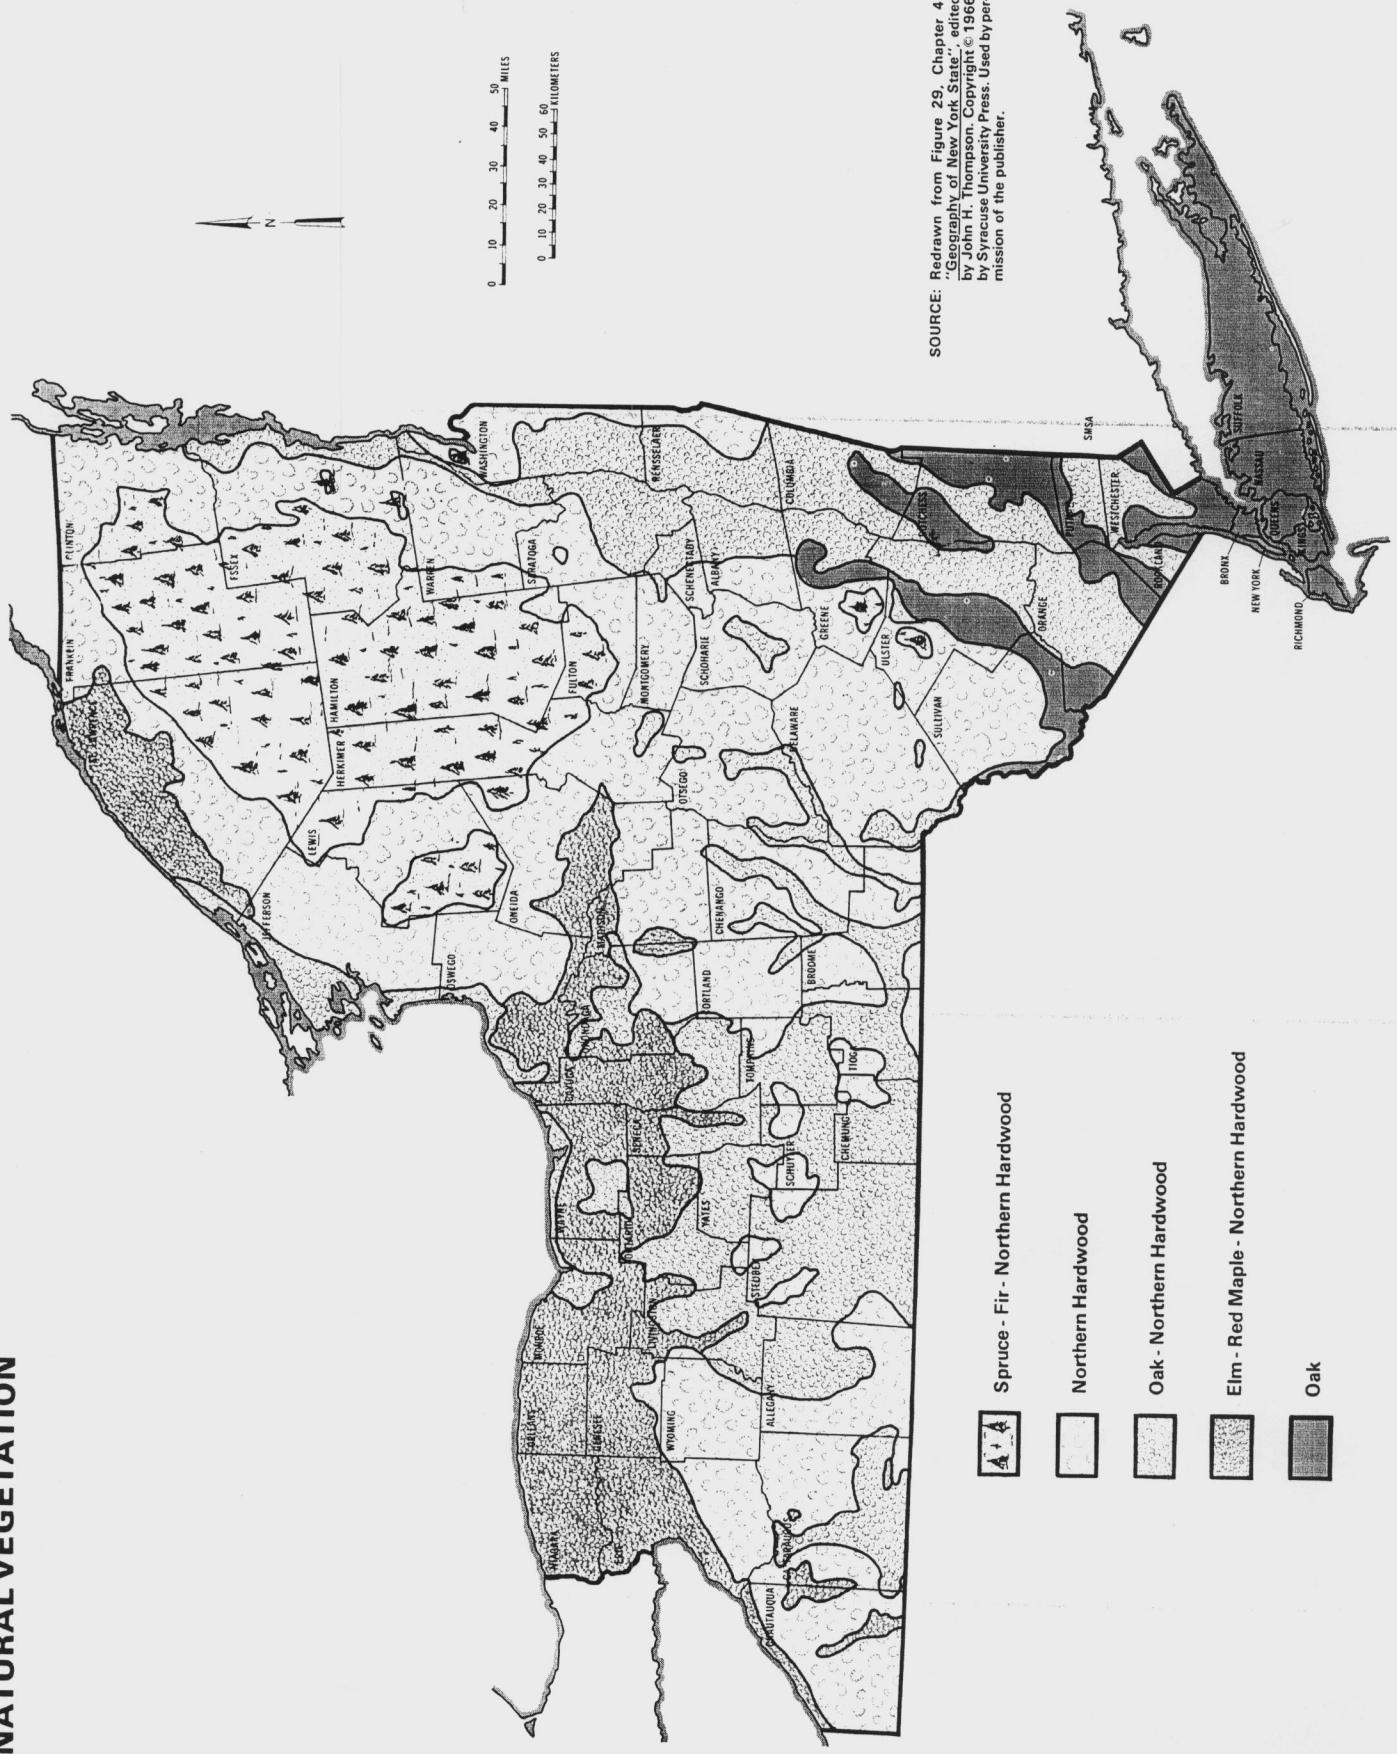 NATURAL VEGETATION
N
0 10 20 30 40 50 MILES
0 10 20 30 40 50 60 KILOMETERS
SOURCE: Redrawn from Figure 29, Chapter 4
"Geography of New York State", edited
by John H. Thompson. Copyright © 1966
by Syracuse University Press. Used by per-
mission of the publisher.
CLINTON
FRANKLIN
ST. LAWRENCE
ESSEX
JEFFERSON
LEWIS
HERKIMER
HAMILTON
WARREN
WASHINGTON
OSWEGO
ONEIDA
FULTON
SARATOGA
NIAGARA
ORLEANS
MONROE
WAYNE
CAYUGA
ONONDAGA
MADISON
MONTGOMERY
SCHENECTADY
RENSSELAER
ERIE
GENESEE
ONTARIO
SENECA
LIVINGSTON
WYOMING
YATES
CORTLAND
CHENANGO
OTSEGO
SCHOHARIE
ALBANY
TOMPKINS
SCHUYLER
STEUBEN
CHAUTAUQUA
CATTARAUGUS
ALLEGANY
CHEMUNG
TIOGA
BROOME
DELAWARE
GREENE
COLUMBIA
ULSTER
DUTCHESS
SULLIVAN
ORANGE
PUTNAM
SMSA
WESTCHESTER
ROCKLAND
BRONX
NEW YORK
RICHMOND
KINGS
QUEENS
NASSAU
SUFFOLK
Spruce - Fir - Northern Hardwood
Northern Hardwood
Oak - Northern Hardwood
Elm - Red Maple - Northern Hardwood
Oak